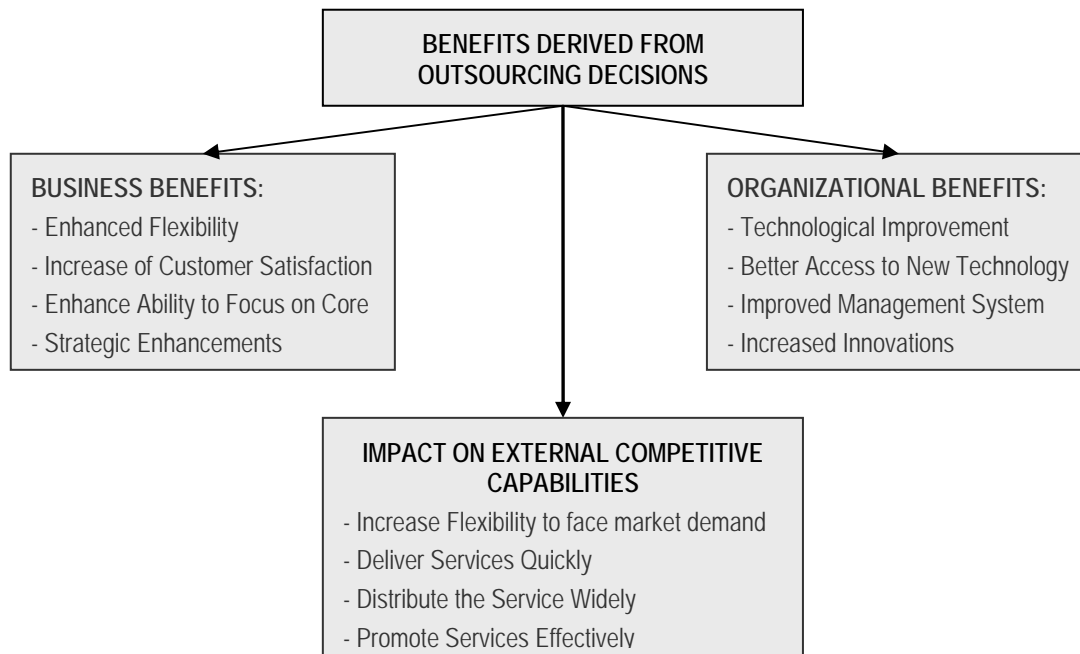 BENEFITS DERIVED FROM
OUTSOURCING DECISIONS
BUSINESS BENEFITS:
- Enhanced Flexibility
- Increase of Customer Satisfaction
- Enhance Ability to Focus on Core
- Strategic Enhancements
ORGANIZATIONAL BENEFITS:
- Technological Improvement
- Better Access to New Technology
- Improved Management System
- Increased Innovations
IMPACT ON EXTERNAL COMPETITIVE
CAPABILITIES
- Increase Flexibility to face market demand
- Deliver Services Quickly
- Distribute the Service Widely
- Promote Services Effectively